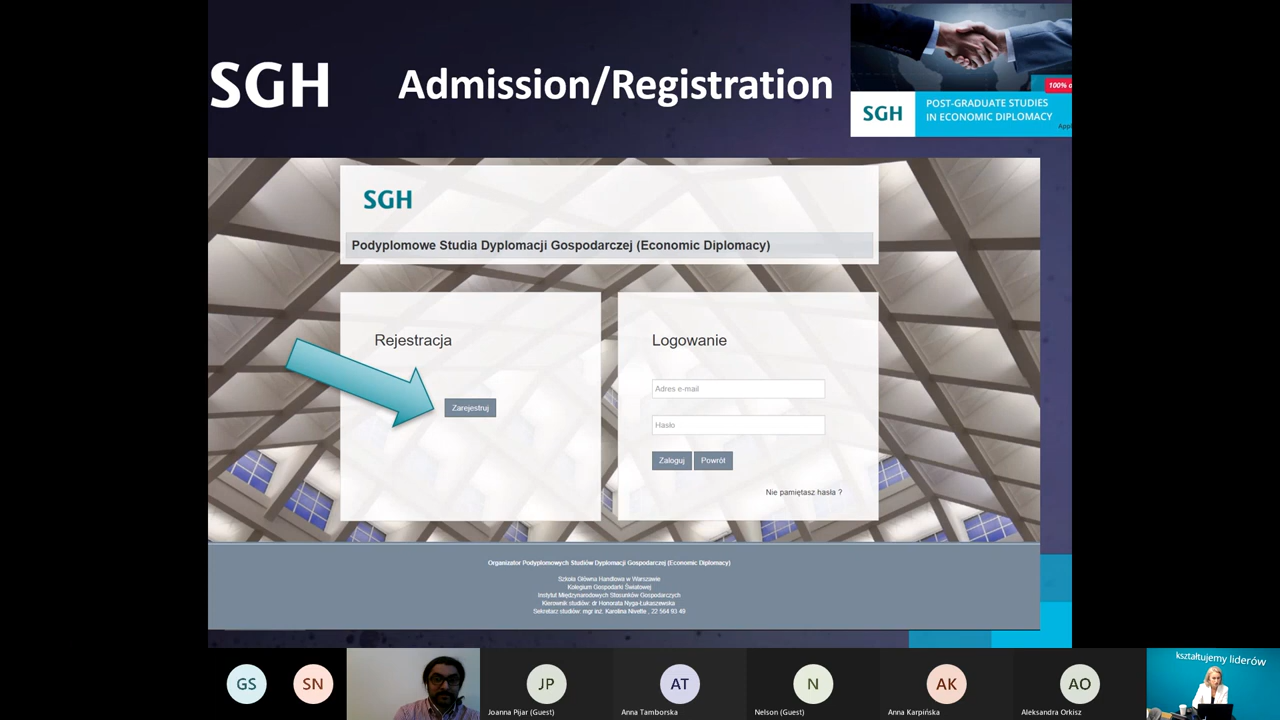 SGH
Admission/Registration
100% o
SGH
POST-GRADUATE STUDIES
IN ECONOMIC DIPLOMACY
Appl
SGH
Podyplomowe Studia Dyplomacji Gospodarczej (Economic Diplomacy)
Rejestracja
Zarejestruj
Logowanie
Adres e-mail
Hasło
Zaloguj
Powrót
Nie pamiętasz hasła ?
Organizator Podyplomowych Studiów Dyplomacji Gospodarczej (Economic Diplomacy)
Szkoła Główna Handlowa w Warszawie
Kolegium Gospodarki Światowej
Instytut Międzynarodowych Stosunków Gospodarczych
Kierownik studiów: dr Honorata Nyga-Łukaszewska
Sekretarz studiów: mgr inż. Karolina Nivette , 22 564 93 49
GS
SN
JP
Joanna Pijar (Guest)
AT
Anna Tamborska
N
Nelson (Guest)
AK
Anna Karpińska
AO
Aleksandra Orkisz
kształtujemy liderów